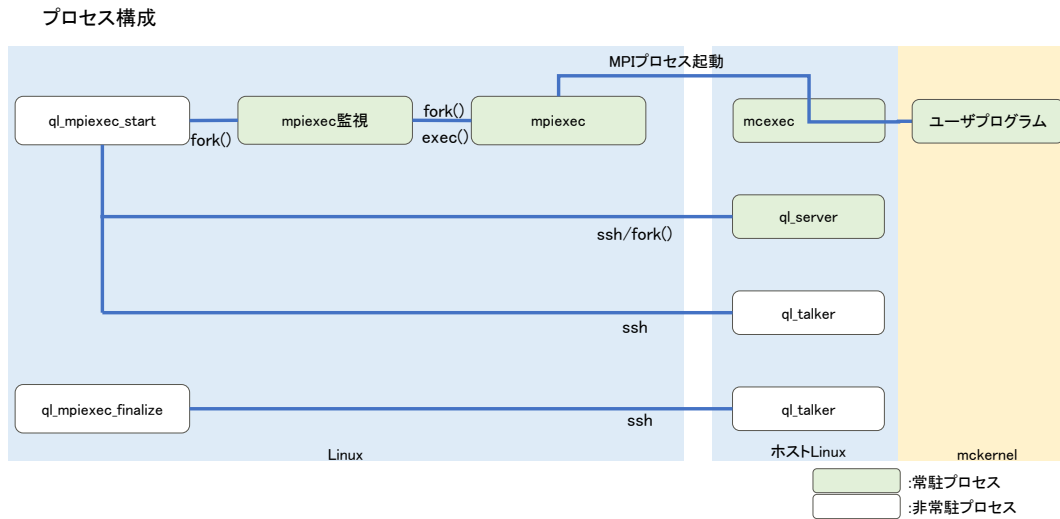 プロセス構成
MPIプロセス起動
ql_mpiexec_start
fork()
mpiexec監視
fork()
exec()
mpiexec
mcexec
ユーザプログラム
ql_server
ssh/fork()
ql_talker
ssh
ql_mpiexec_finalize
ql_talker
ssh
Linux
ホストLinux
mckernel
:常駐プロセス
:非常駐プロセス